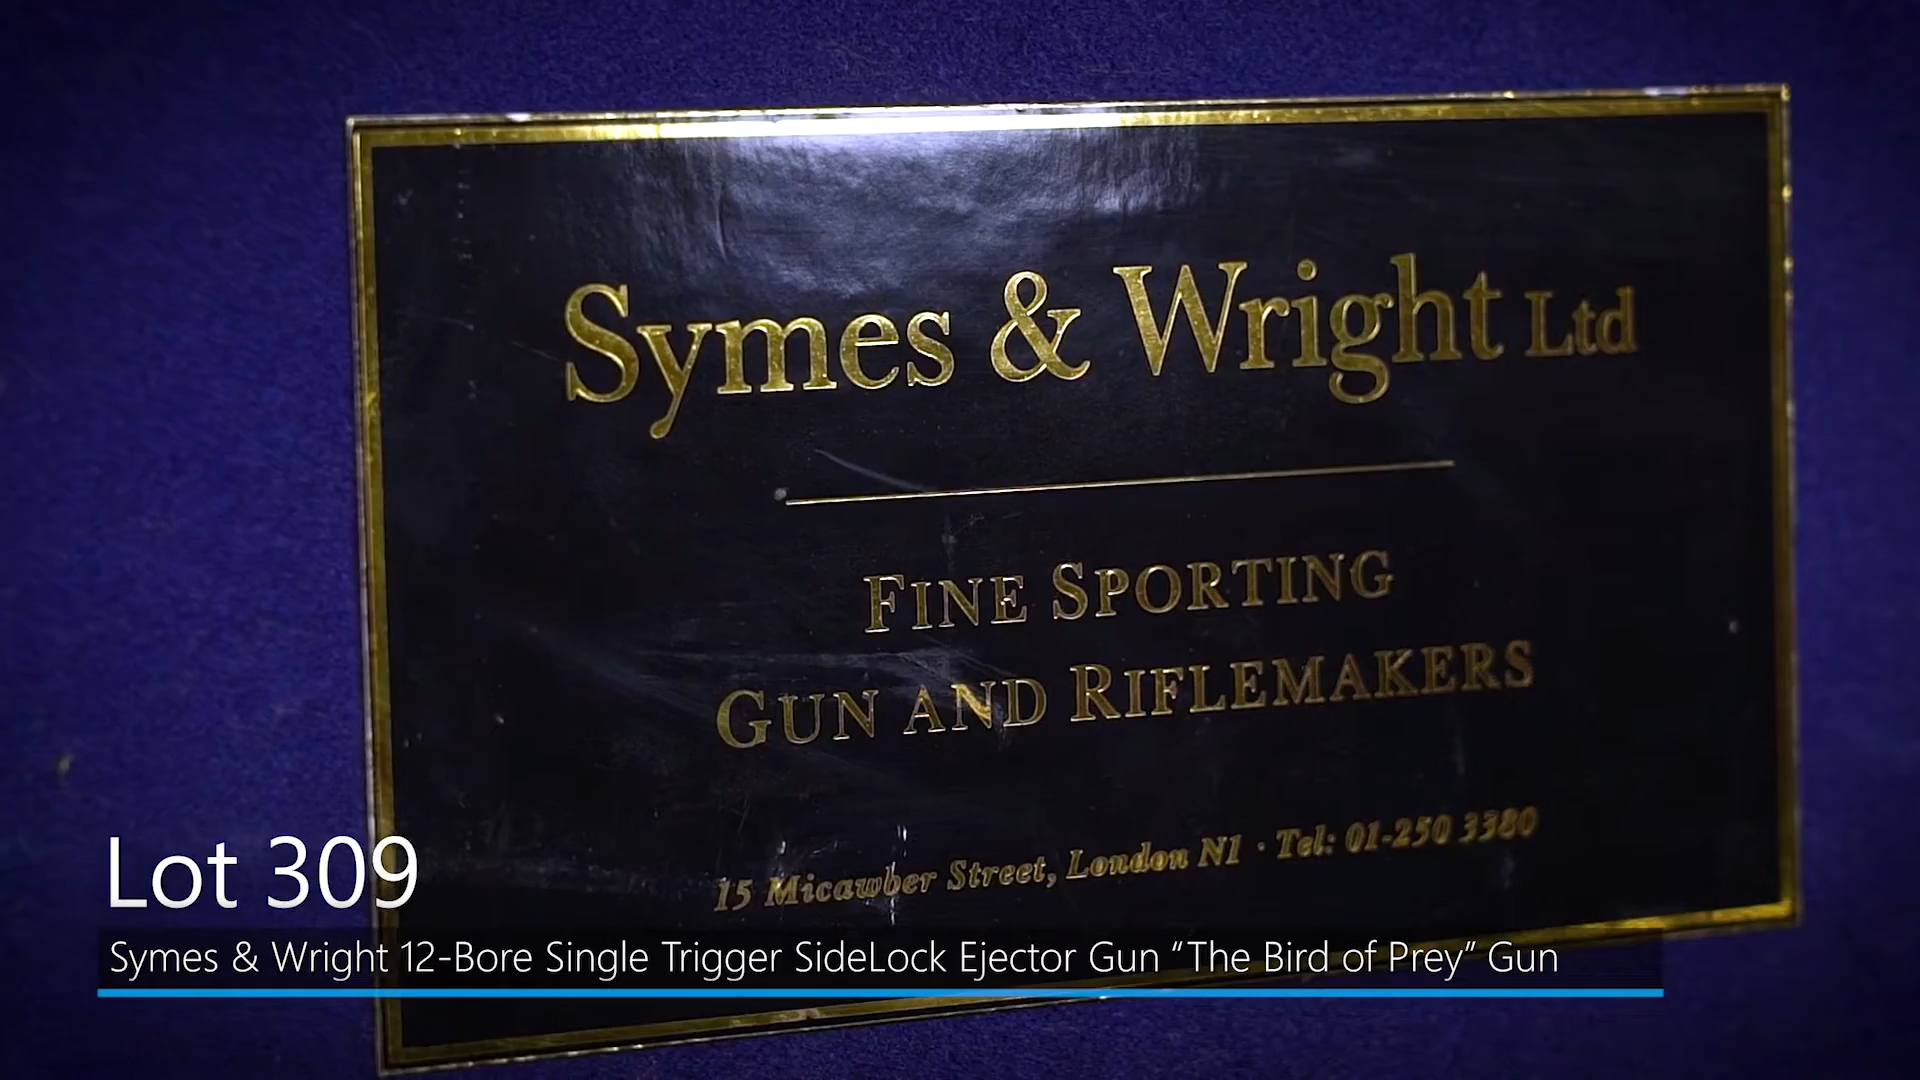 Symes & Wright Ltd
FINE SPORTING
GUN AND RIFLEMAKERS
15 Micawber Street, London N1 · Tel: 01-250 3380
Lot 309
Symes & Wright 12-Bore Single Trigger SideLock Ejector Gun “The Bird of Prey” Gun